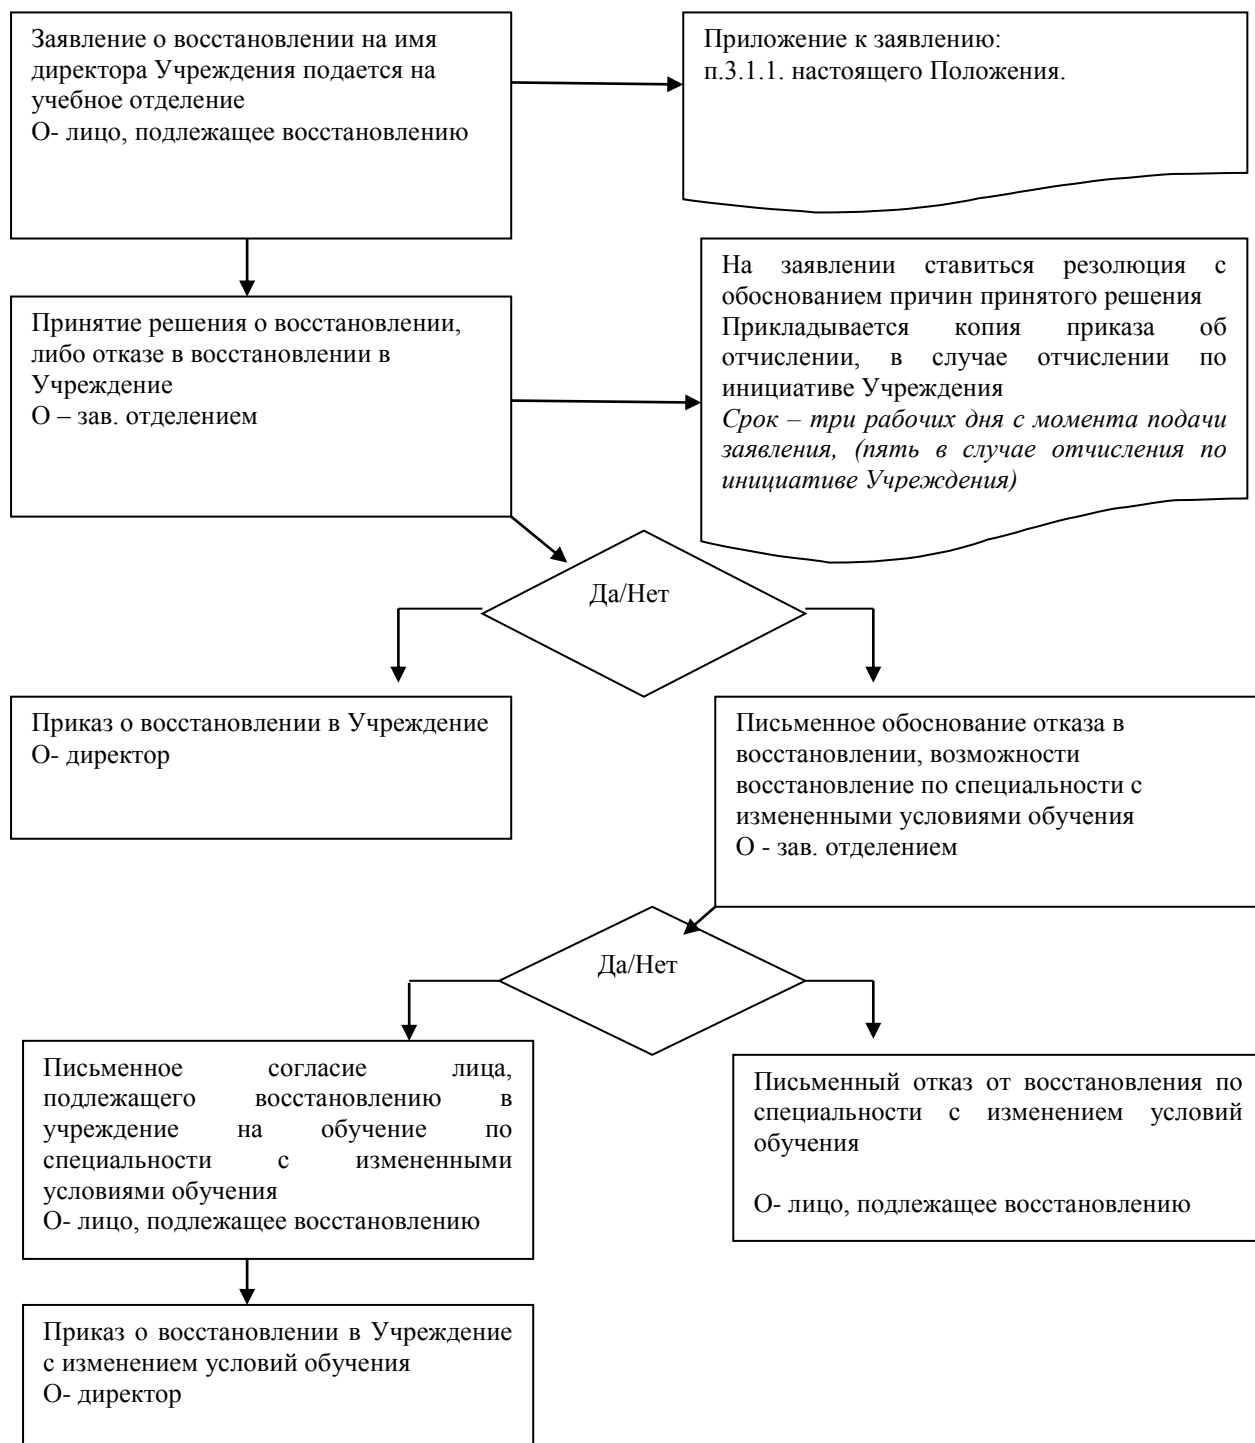 Заявление о восстановлении на имя
директора Учреждения подается на
учебное отделение
О- лицо, подлежащее восстановлению
Приложение к заявлению:
п.3.1.1. настоящего Положения.
Принятие решения о восстановлении,
либо отказе в восстановлении в
Учреждение
О – зав. отделением
На заявлении ставиться резолюция с
обоснованием причин принятого решения
Прикладывается копия приказа об
отчислении, в случае отчислении по
инициативе Учреждения
Срок – три рабочих дня с момента подачи
заявления, (пять в случае отчисления по
инициативе Учреждения)
Да/Нет
Приказ о восстановлении в Учреждение
О- директор
Письменное обоснование отказа в
восстановлении, возможности
восстановление по специальности с
измененными условиями обучения
О - зав. отделением
Да/Нет
Письменное согласие лица,
подлежащего восстановлению в
учреждение на обучение по
специальности с измененными
условиями обучения
О- лицо, подлежащее восстановлению
Письменный отказ от восстановления по
специальности с изменением условий
обучения
О- лицо, подлежащее восстановлению
Приказ о восстановлении в Учреждение
с изменением условий обучения
О- директор